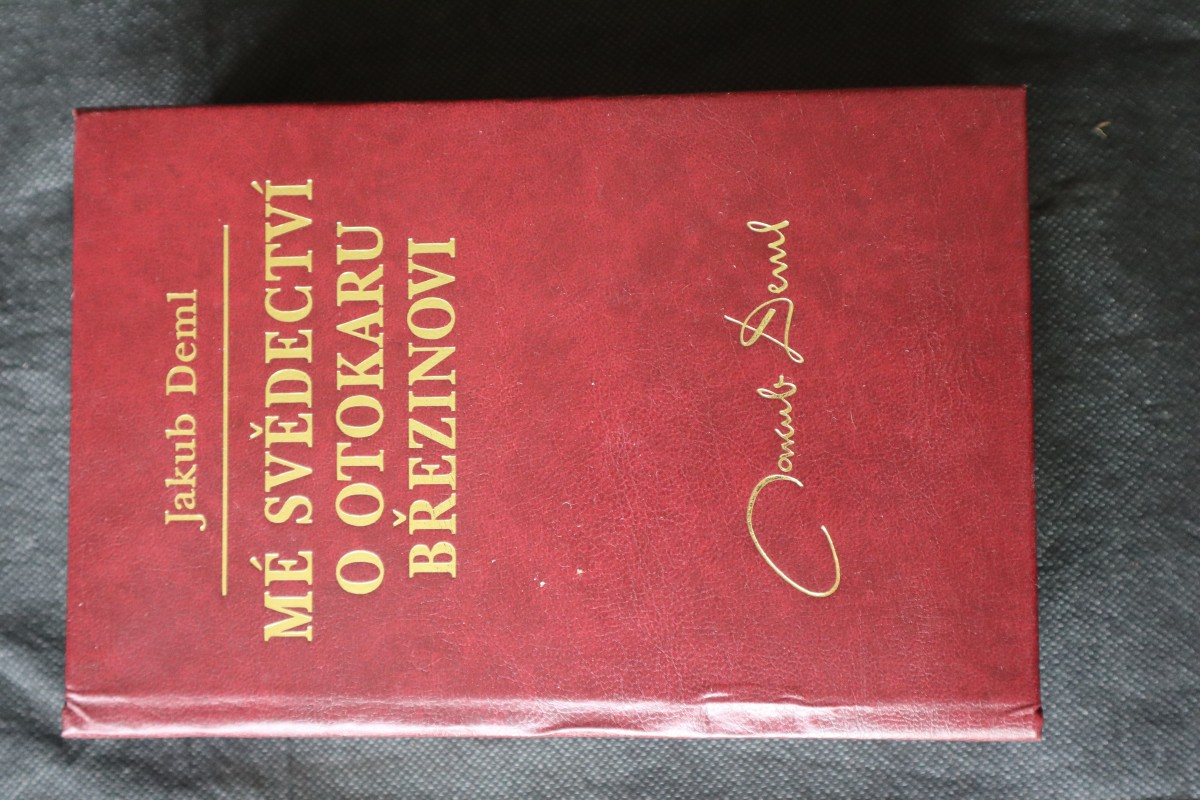 Jakub Deml
MÉ SVĚDECTVÍ
O OTOKARU
BŘEZINOVI
Jakub Deml